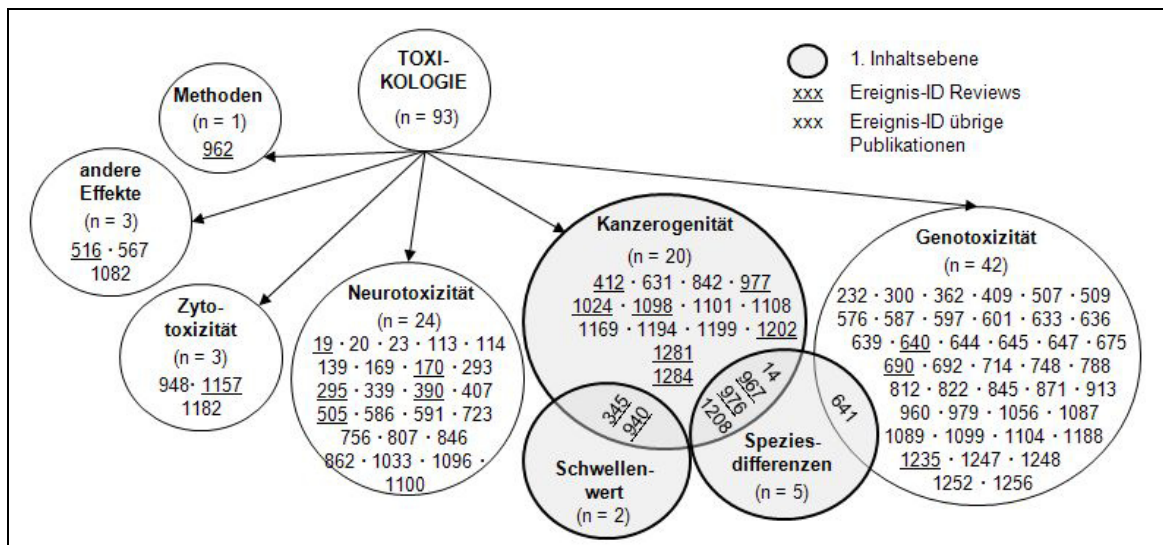 TOXI-
KOLOGIE
(n = 93)
1. Inhaltsebene
xxx Ereignis-ID Reviews
xxx Ereignis-ID übrige
Publikationen
Methoden
(n = 1)
962
andere
Effekte
(n = 3)
516 · 567
1082
Zyto-
toxizität
(n = 3)
948 · 1157
1182
Neurotoxizität
(n = 24)
19 · 20 · 23 · 113 · 114
139 · 169 · 170 · 293
295 · 339 · 390 · 407
505 · 586 · 591 · 723
756 · 807 · 846
862 · 1033 · 1096 ·
1100
Kanzerogenität
(n = 20)
412 · 631 · 842 · 977
1024 · 1098 · 1101 · 1108
1169 · 1194 · 1199 · 1202
1281
1284
345
940
14
967
976
1208
Schwellen-
wert
(n = 2)
641
Spezies-
differenzen
(n = 5)
Genotoxizität
(n = 42)
232 · 300 · 362 · 409 · 507 · 509
576 · 587 · 597 · 601 · 633 · 636
639 · 640 · 644 · 645 · 647 · 675
690 · 692 · 714 · 748 · 788
812 · 822 · 845 · 871 · 913
960 · 979 · 1056 · 1087
1089 · 1099 · 1104 · 1188
1235 · 1247 · 1248
1252 · 1256